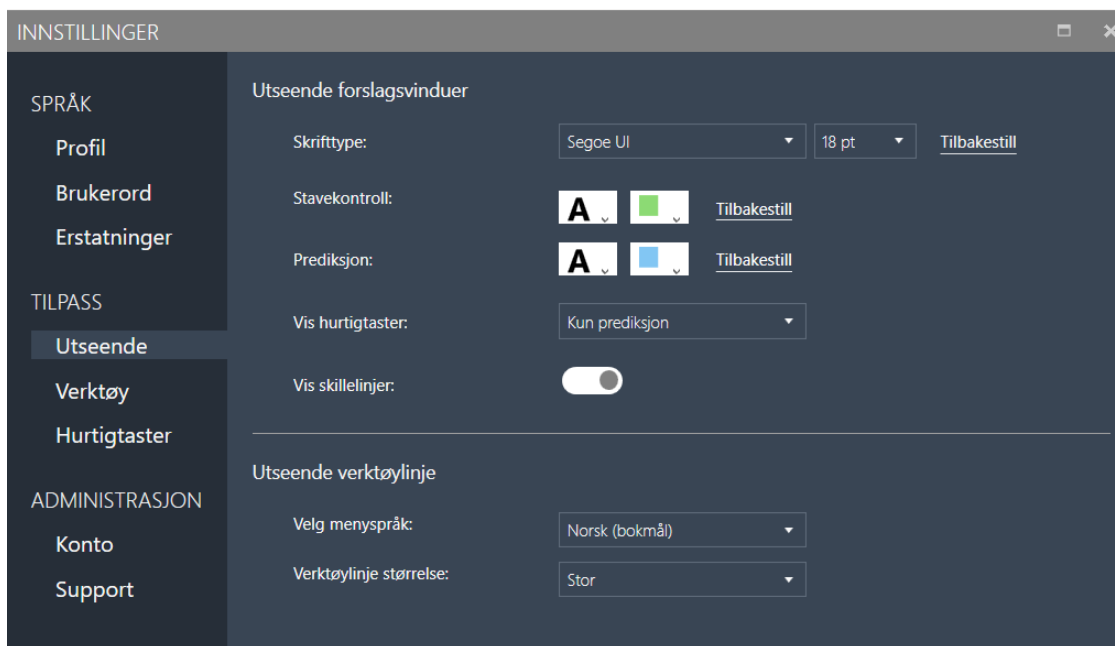 INNSTILLINGER
SPRÅK
Profil
Brukerord
Erstatninger
TILPASS
Utseende
Verktøy
Hurtigtaster
ADMINISTRASJON
Konto
Support
Utseende forslagsvinduer
Skrifttype: Segoe UI 18 pt Tilbakestill
Stavekontroll: A Tilbakestill
Prediksjon: A Tilbakestill
Vis hurtigtaster: Kun prediksjon
Vis skillelinjer:
Utseende verktøylinje
Velg menyspråk: Norsk (bokmål)
Verktøylinje størrelse: Stor